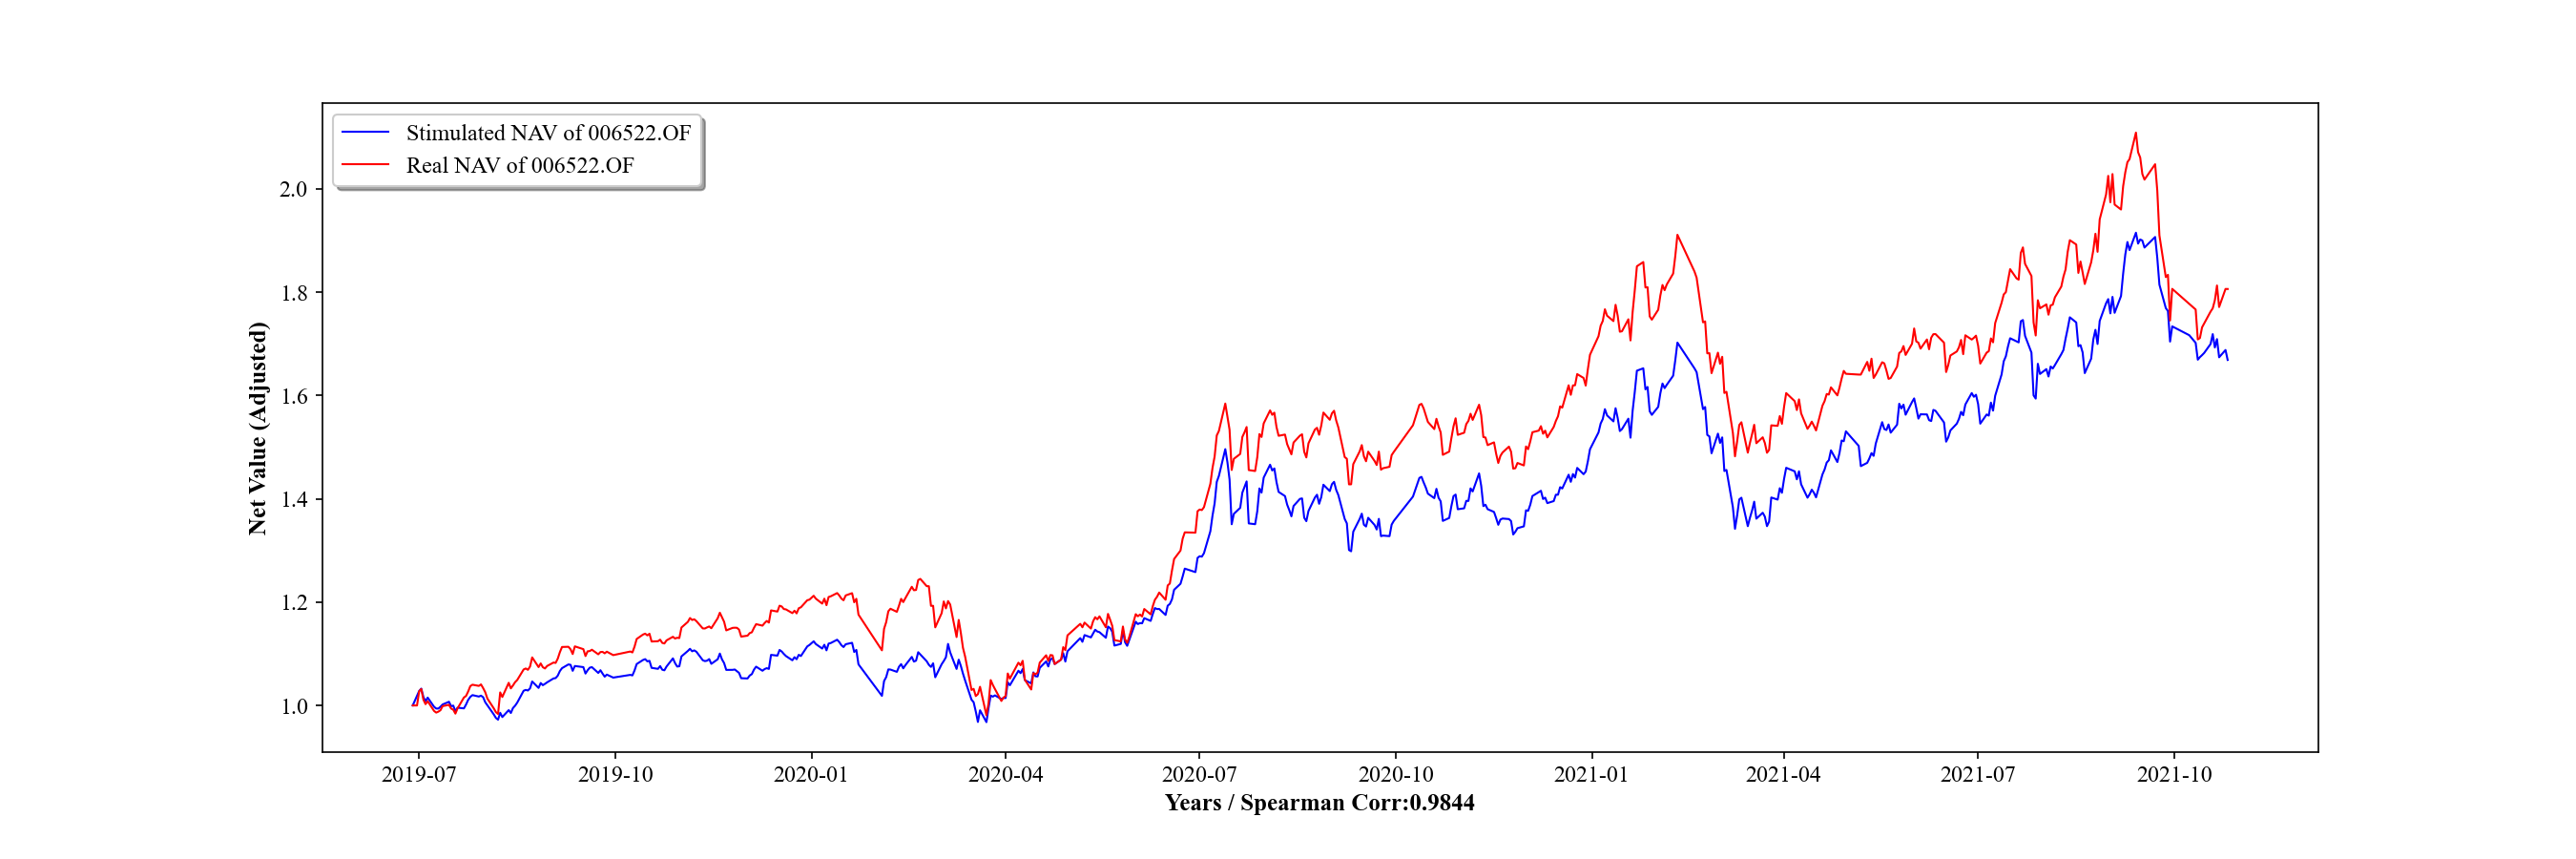 Stimulated NAV of 006522.OF
Real NAV of 006522.OF
Net Value (Adjusted)
2.0
1.8
1.6
1.4
1.2
1.0
2019-07 2019-10 2020-01 2020-04 2020-07 2020-10 2021-01 2021-04 2021-07 2021-10
Years / Spearman Corr:0.9844